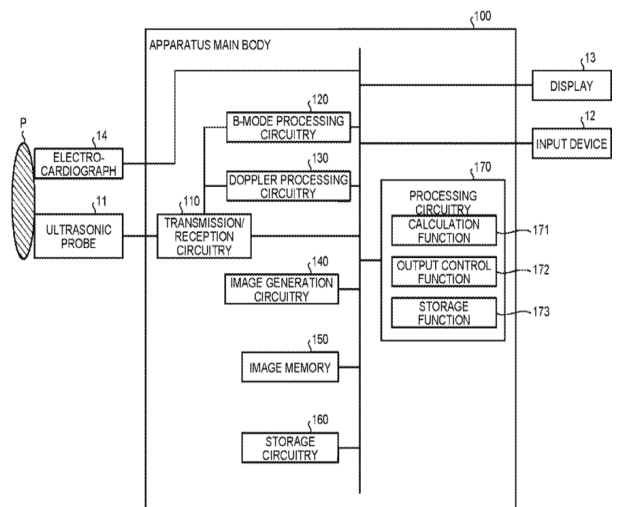 100
APPARATUS MAIN BODY
13
DISPLAY
120
12
B-MODE PROCESSING
CIRCUITRY
INPUT DEVICE
P
14
ELECTRO-
CARDIOGRAPH
130
DOPPLER PROCESSING
CIRCUITRY
170
PROCESSING
CIRCUITRY
11
ULTRASONIC
PROBE
110
TRANSMISSION/
RECEPTION
CIRCUITRY
CALCULATION
FUNCTION
171
140
IMAGE GENERATION
CIRCUITRY
OUTPUT CONTROL
FUNCTION
172
STORAGE
FUNCTION
173
150
IMAGE MEMORY
160
STORAGE
CIRCUITRY